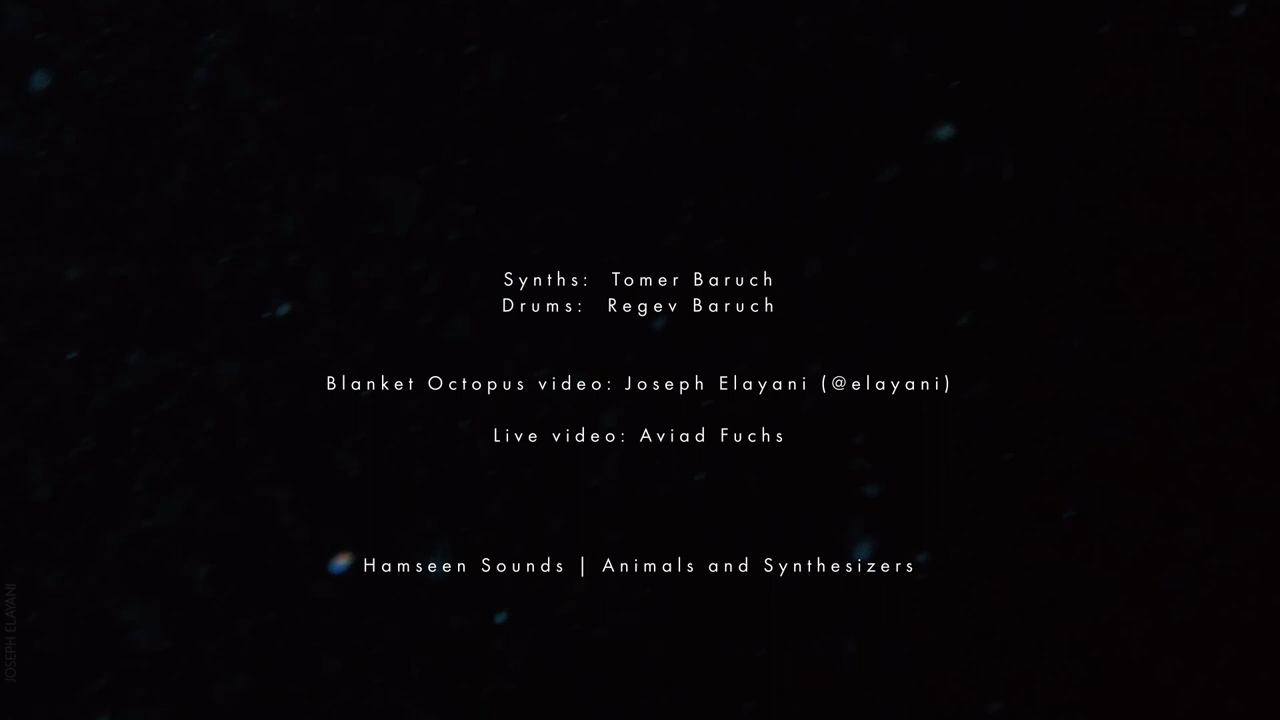 Synths: Tomer Baruch
Drums: Regev Baruch
Blanket Octopus video: Joseph Elayani (@elayani)
Live video: Aviad Fuchs
Hamseen Sounds | Animals and Synthesizers
JOSEPH ELAYANI